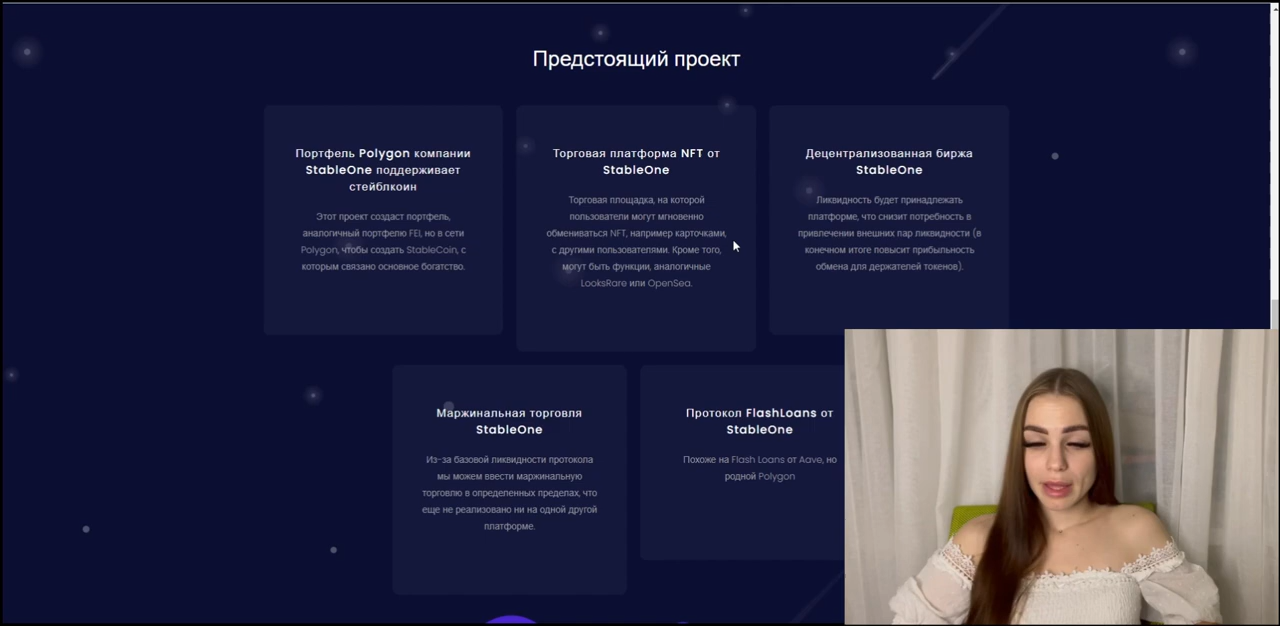 Предстоящий проект
Портфель Polygon компании
StableOne поддерживает
стейблкоин
Этот проект создаст портфель,
аналогичный портфелю FEI, но в сети
Polygon, чтобы создать StableCoin, с
которым связано основное богатство.
Торговая платформа NFT от
StableOne
Торговая площадка, на которой
пользователи могут мгновенно
обмениваться NFT, например карточками,
с другими пользователями. Кроме того,
могут быть функции, аналогичные
LooksRare или OpenSea.
Децентрализованная биржа
StableOne
Ликвидность будет принадлежать
платформе, что снизит потребность в
привлечении внешних пар ликвидности (в
конечном итоге повысит прибыльность
обмена для держателей токенов).
Маржинальная торговля
StableOne
Из-за базовой ликвидности протокола
мы можем ввести маржинальную
торговлю в определенных пределах, что
еще не реализовано ни на одной другой
платформе.
Протокол FlashLoans от
StableOne
Похоже на Flash Loans от Aave, но
родной Polygon